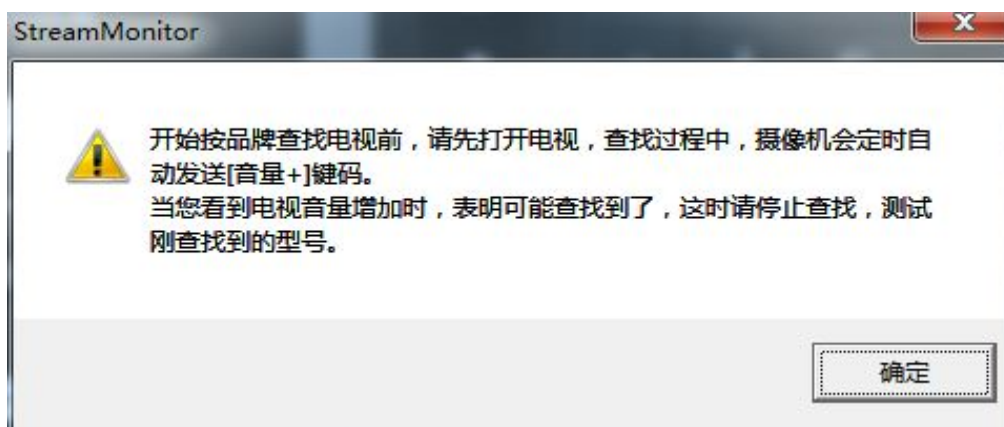 StreamMonitor
开始按品牌查找电视前，请先打开电视，查找过程中，摄像机会定时自
动发送[音量+]键码。
当您看到电视音量增加时，表明可能查找到了，这时请停止查找，测试
刚查找到的型号。
确定